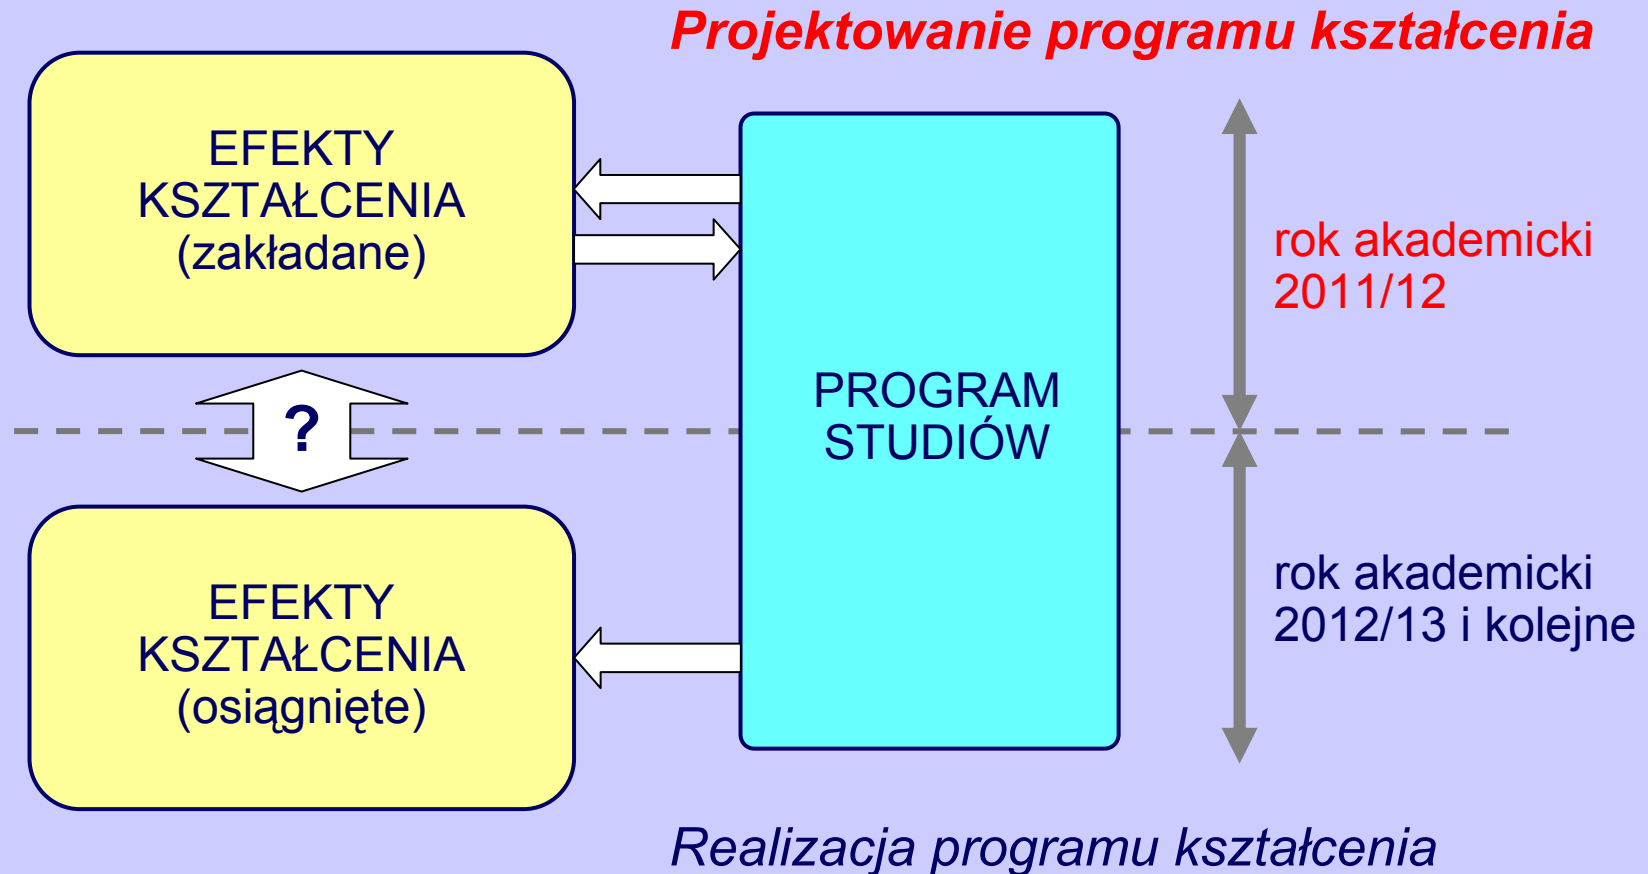 Projektowanie programu kształcenia
EFEKTY
KSZTAŁCENIA
(zakładane)
rok akademicki
2011/12
PROGRAM
STUDIÓW
?
EFEKTY
KSZTAŁCENIA
(osiągnięte)
rok akademicki
2012/13 i kolejne
Realizacja programu kształcenia